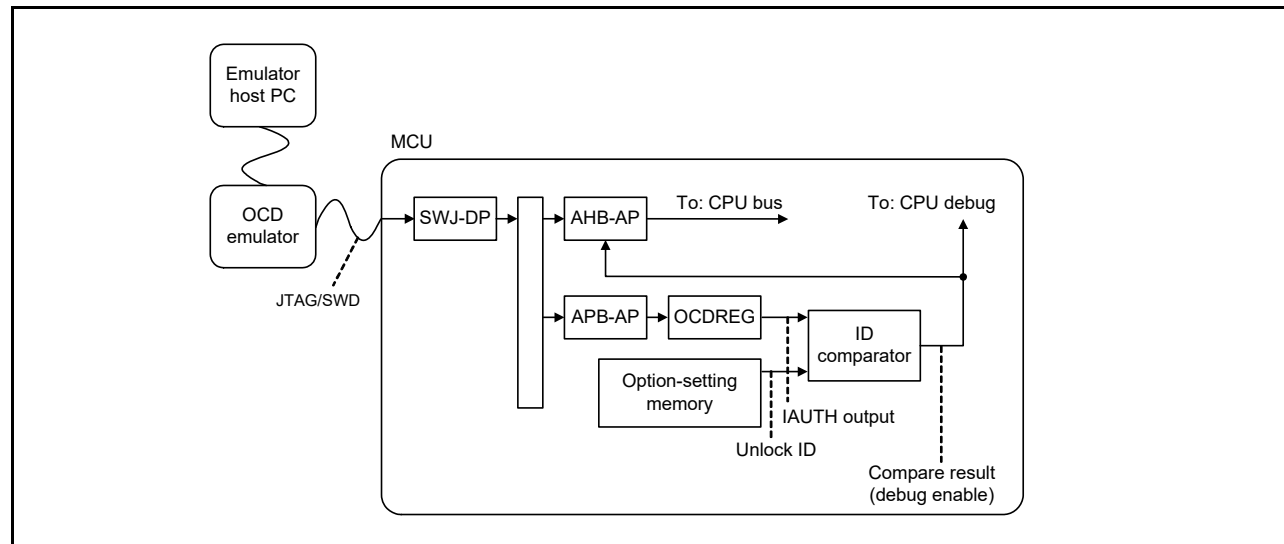 Emulator
host PC
MCU
OCD
emulator
JTAG/SWD
SWJ-DP
AHB-AP
To: CPU bus
To: CPU debug
APB-AP
OCDREG
ID
comparator
Option-setting
memory
IAUTH output
Unlock ID
Compare result
(debug enable)